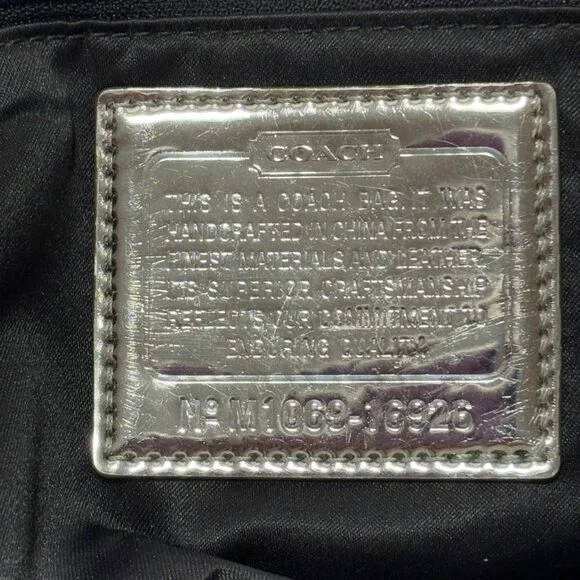 COACH
THIS IS A COACH BAG. IT WAS
HANDCRAFTED IN CHINA FROM THE
FINEST MATERIALS AND LEATHER.
ITS SUPERIOR CRAFTSMANSHIP
REFLECTS OUR COMMITMENT TO
ENDURING QUALITY.
Nº M1069-16926